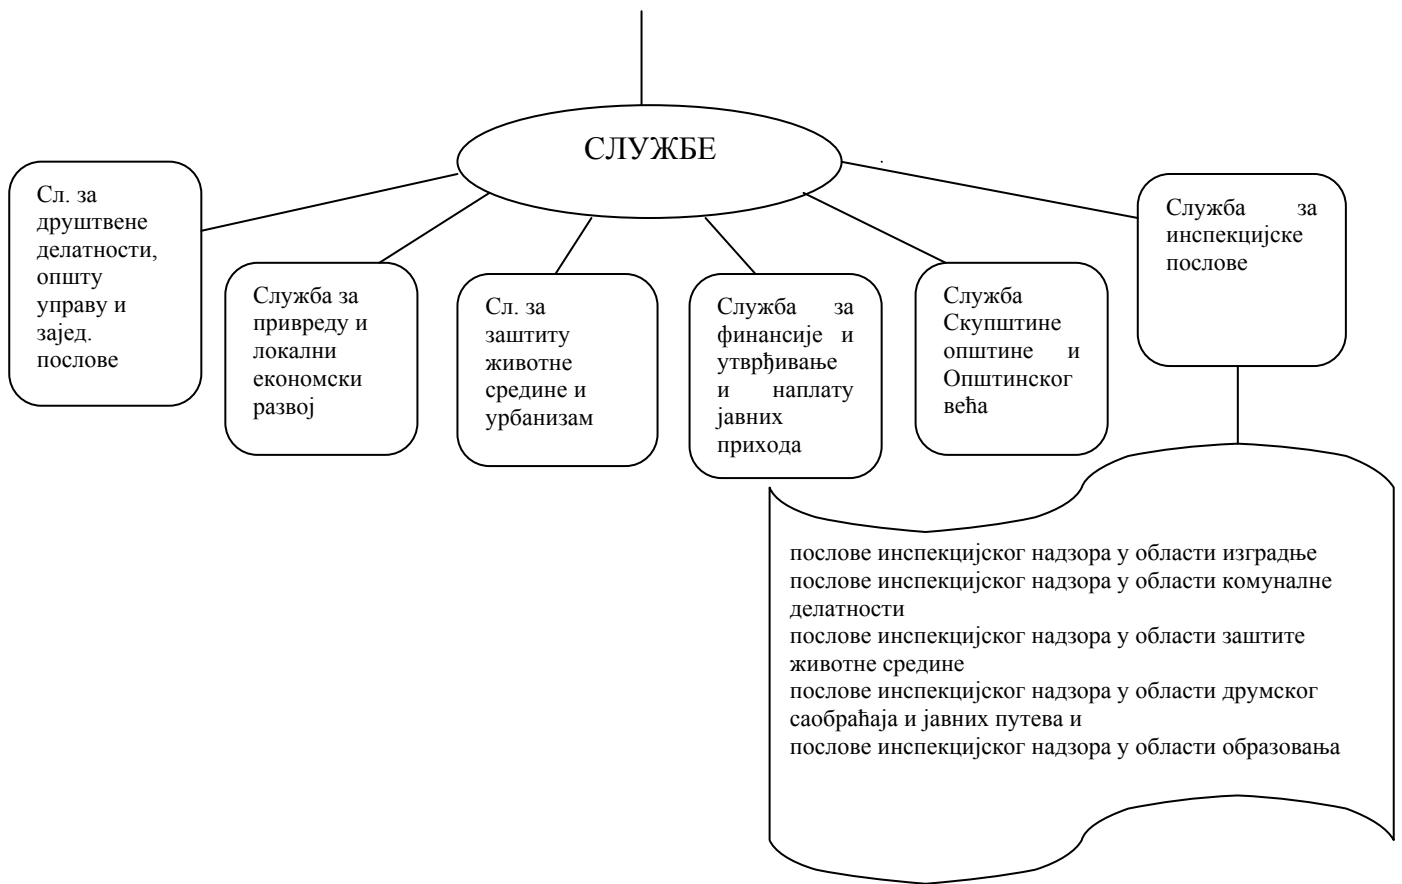 СЛУЖБЕ
Сл. за
друштвене
делатности,
општу
управу и
зајед.
послове
Служба за
привреду и
локални
економски
развој
Сл. за
заштиту
животне
средине и
урбанизам
Служба за
финансије и
утврђивање
и наплату
јавних
прихода
Служба
Скупштине
општине и
Општинског
већа
Служба за
инспекцијске
послове
послове инспекцијског надзора у области изградње
послове инспекцијског надзора у области комуналне
делатности
послове инспекцијског надзора у области заштите
животне средине
послове инспекцијског надзора у области друмског
саобраћаја и јавних путева и
послове инспекцијског надзора у области образовања